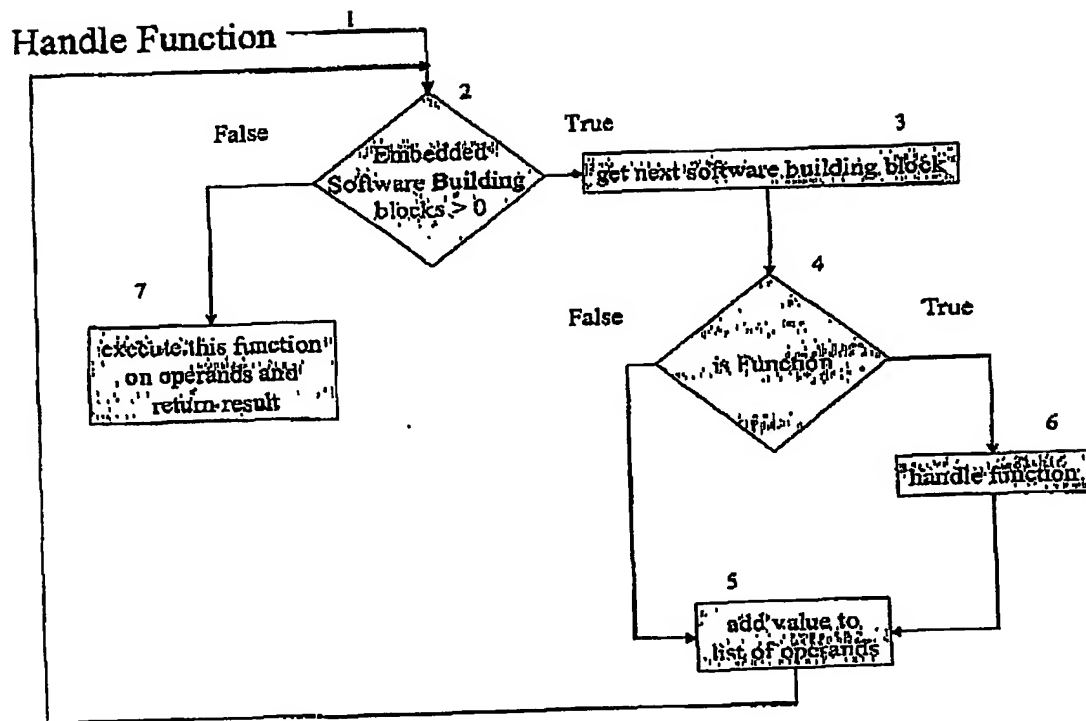 1
Handle Function
2
False
True
3
Embedded
Software Building
blocks > 0
get next software building block
4
7
False
True
execute this function
on operands and
return result
is Function
6
handle function
5
add value to
list of operands